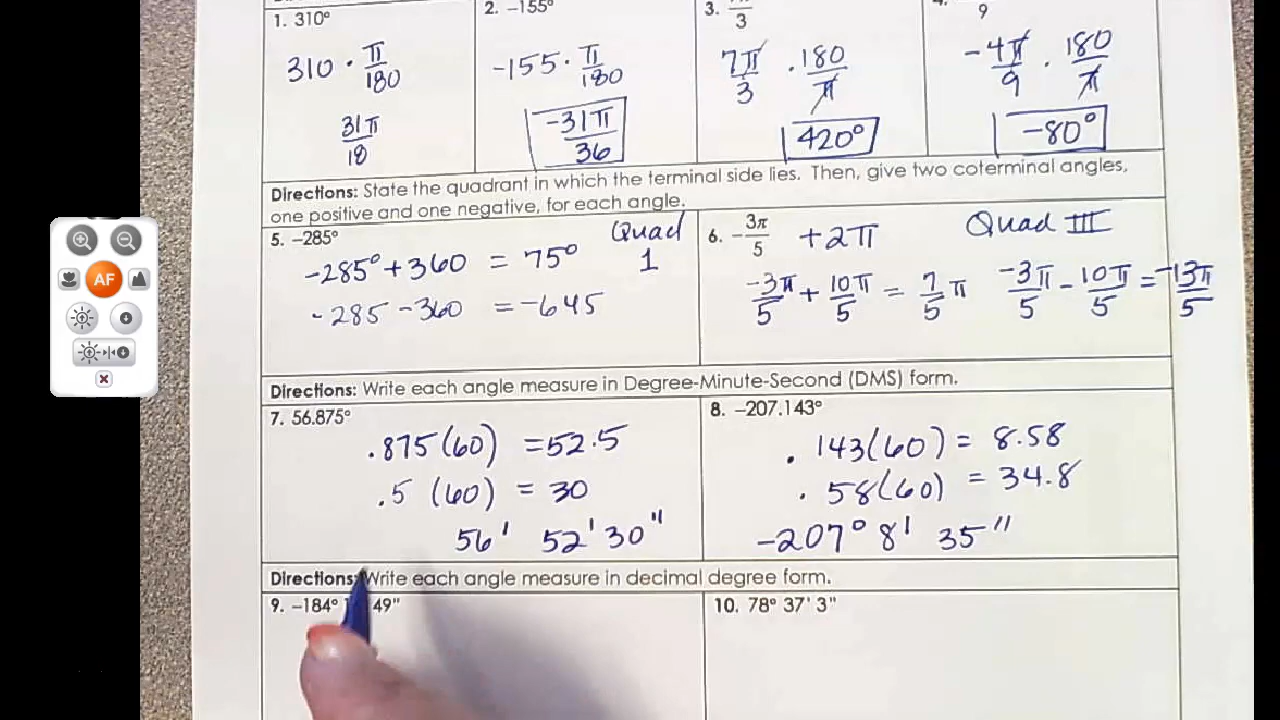 1. 310°
2. -155°
3. π/3
9
310 · π/180
-155 · π/180
7π/3 · 180/π
-4π/9 · 180/π
31π/18
-31π/36
420°
-80°
Directions: State the quadrant in which the terminal side lies. Then, give two coterminal angles,
one positive and one negative, for each angle.
5. -285°
Quad
1
-285° + 360 = 75°
-285 - 360 = -645
6. -3π/5 + 2π
Quad III
-3π/5 + 10π/5 = 7/5 π
-3π/5 - 10π/5 = -13π/5
Directions: Write each angle measure in Degree-Minute-Second (DMS) form.
7. 56.875°
.875(60) = 52.5
.5 (60) = 30
56' 52' 30"
8. -207.143°
.143(60) = 8.58
.58(60) = 34.8
-207° 8' 35"
Directions: Write each angle measure in decimal degree form.
9. -184° 49"
10. 78° 37' 3"
AF